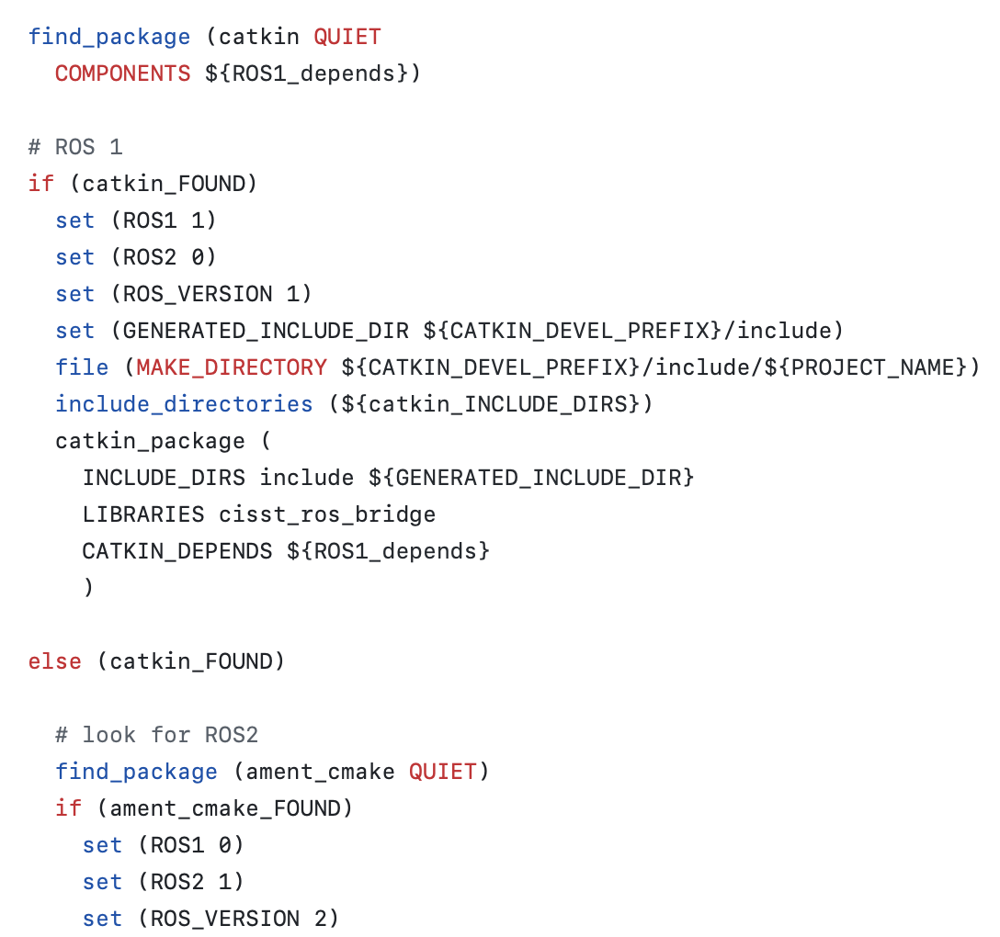 find_package (catkin QUIET
  COMPONENTS ${ROS1_depends})

# ROS 1
if (catkin_FOUND)
  set (ROS1 1)
  set (ROS2 0)
  set (ROS_VERSION 1)
  set (GENERATED_INCLUDE_DIR ${CATKIN_DEVEL_PREFIX}/include)
  file (MAKE_DIRECTORY ${CATKIN_DEVEL_PREFIX}/include/${PROJECT_NAME})
  include_directories (${catkin_INCLUDE_DIRS})
  catkin_package (
    INCLUDE_DIRS include ${GENERATED_INCLUDE_DIR}
    LIBRARIES cisst_ros_bridge
    CATKIN_DEPENDS ${ROS1_depends}
    )

else (catkin_FOUND)

  # look for ROS2
  find_package (ament_cmake QUIET)
  if (ament_cmake_FOUND)
    set (ROS1 0)
    set (ROS2 1)
    set (ROS_VERSION 2)